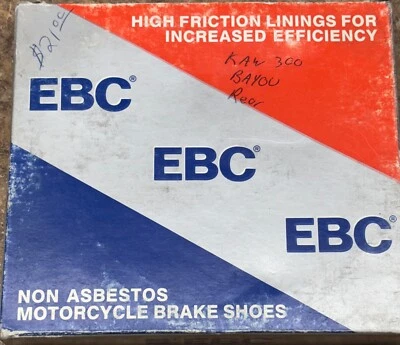 HIGH FRICTION LININGS FOR
INCREASED EFFICIENCY
$21.00
KAW 300
BAYOU
Rear
EBC®
EBC®
EBC®
NON ASBESTOS
MOTORCYCLE BRAKE SHOES